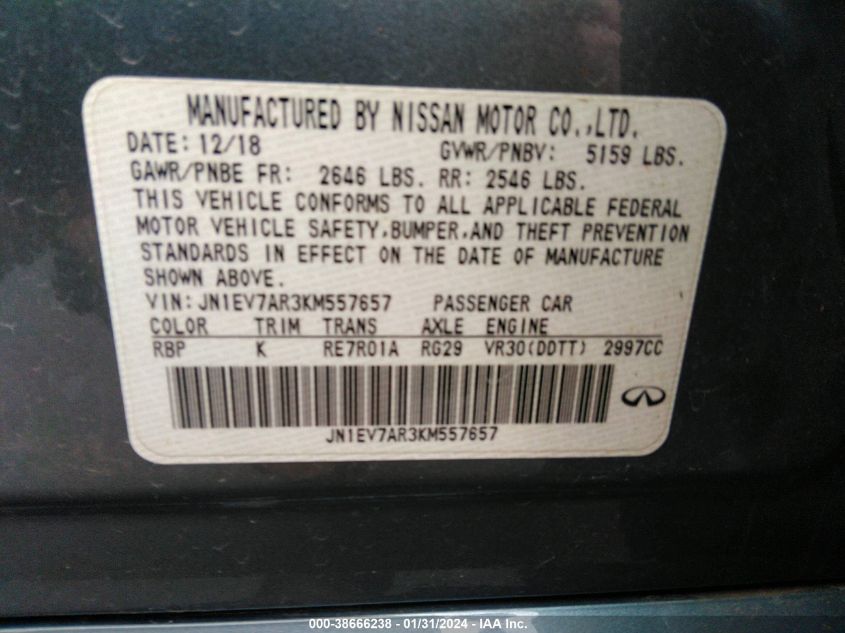 MANUFACTURED BY NISSAN MOTOR CO.,LTD.
DATE: 12/18 GVWR/PNBV: 5159 LBS.
GAWR/PNBE FR: 2646 LBS. RR: 2546 LBS.
THIS VEHICLE CONFORMS TO ALL APPLICABLE FEDERAL
MOTOR VEHICLE SAFETY,BUMPER,AND THEFT PREVENTION
STANDARDS IN EFFECT ON THE DATE OF MANUFACTURE
SHOWN ABOVE.
VIN:JN1EV7AR3KM557657 PASSENGER CAR
COLOR TRIM TRANS AXLE ENGINE
RBP K RE7R01A RG29 VR30(DDTT) 2997CC
JN1EV7AR3KM557657
000-38666238 - 01/31/2024 - IAA Inc.